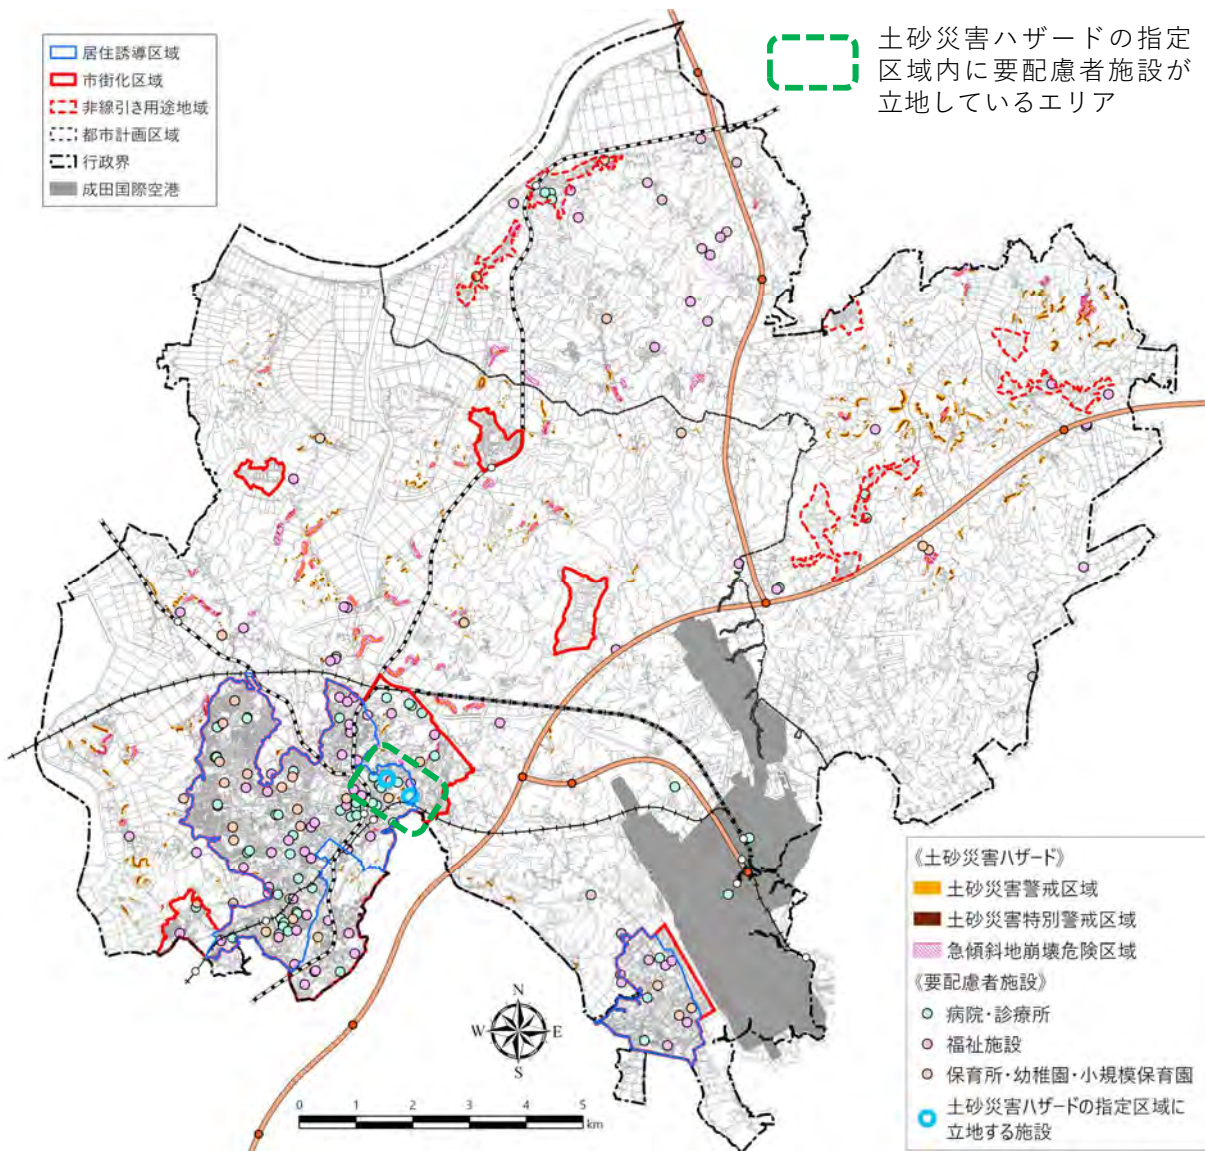 居住誘導区域
市街化区域
非線引き用途地域
都市計画区域
行政界
成田国際空港
土砂災害ハザードの指定
区域内に要配慮者施設が
立地しているエリア
《土砂災害ハザード》
土砂災害警戒区域
土砂災害特別警戒区域
急傾斜地崩壊危険区域
《要配慮者施設》
病院・診療所
福祉施設
保育所・幼稚園・小規模保育園
土砂災害ハザードの指定区域に
立地する施設
N
W E
S
0 1 2 3 4 5
km